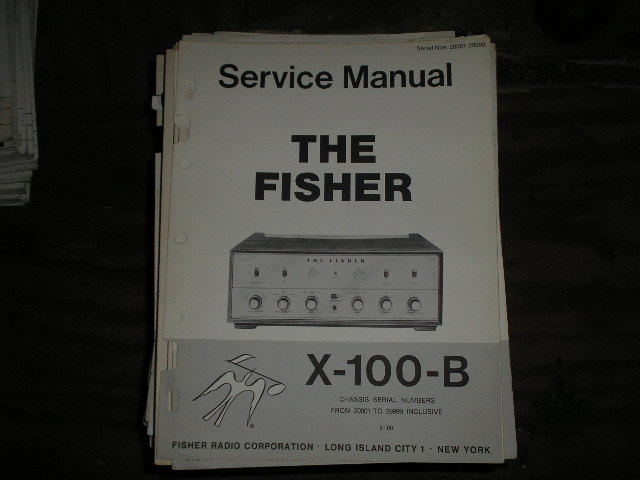 Serial Nos. 20001-29999
Service Manual
THE
FISHER
THE FISHER
X-100-B
CHASSIS SERIAL NUMBERS
FROM 20001 TO 29999 INCLUSIVE
$1.00
®
FISHER RADIO CORPORATION · LONG ISLAND CITY 1 · NEW YORK